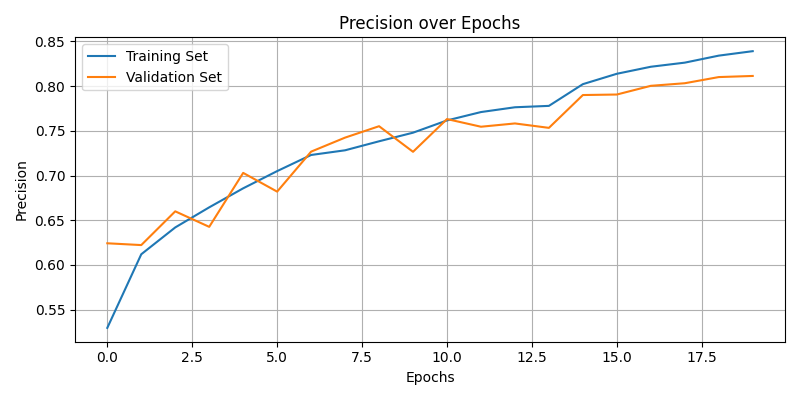 Precision over Epochs
Training Set
Validation Set
Precision
0.85
0.80
0.75
0.70
0.65
0.60
0.55
0.0 2.5 5.0 7.5 10.0 12.5 15.0 17.5
Epochs